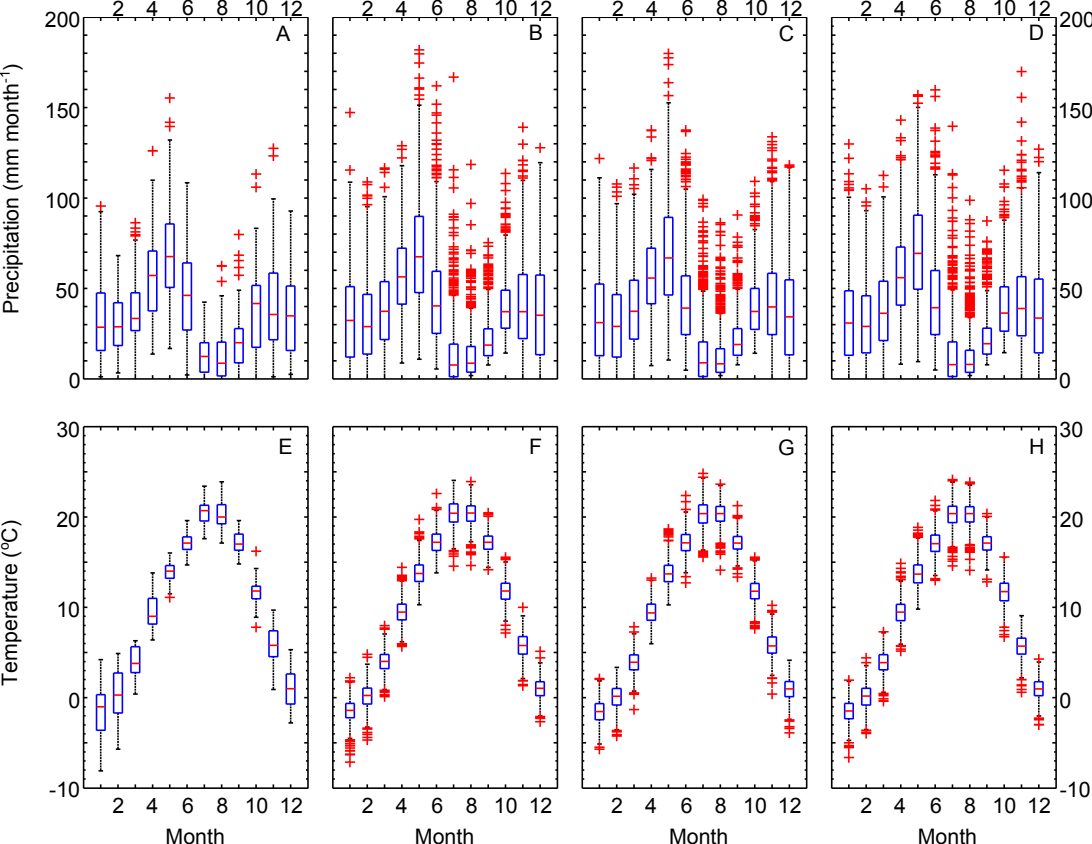 2 4 6 8 10 12 2 4 6 8 10 12 2 4 6 8 10 12 2 4 6 8 10 12
200 A B C D 200
150 150
100 100
50 50
0 0
Precipitation (mm month-1)
30 E F G H 30
20 20
10 10
0 0
-10 -10
Temperature (ºC)
2 4 6 8 10 12 2 4 6 8 10 12 2 4 6 8 10 12 2 4 6 8 10 12
Month Month Month Month